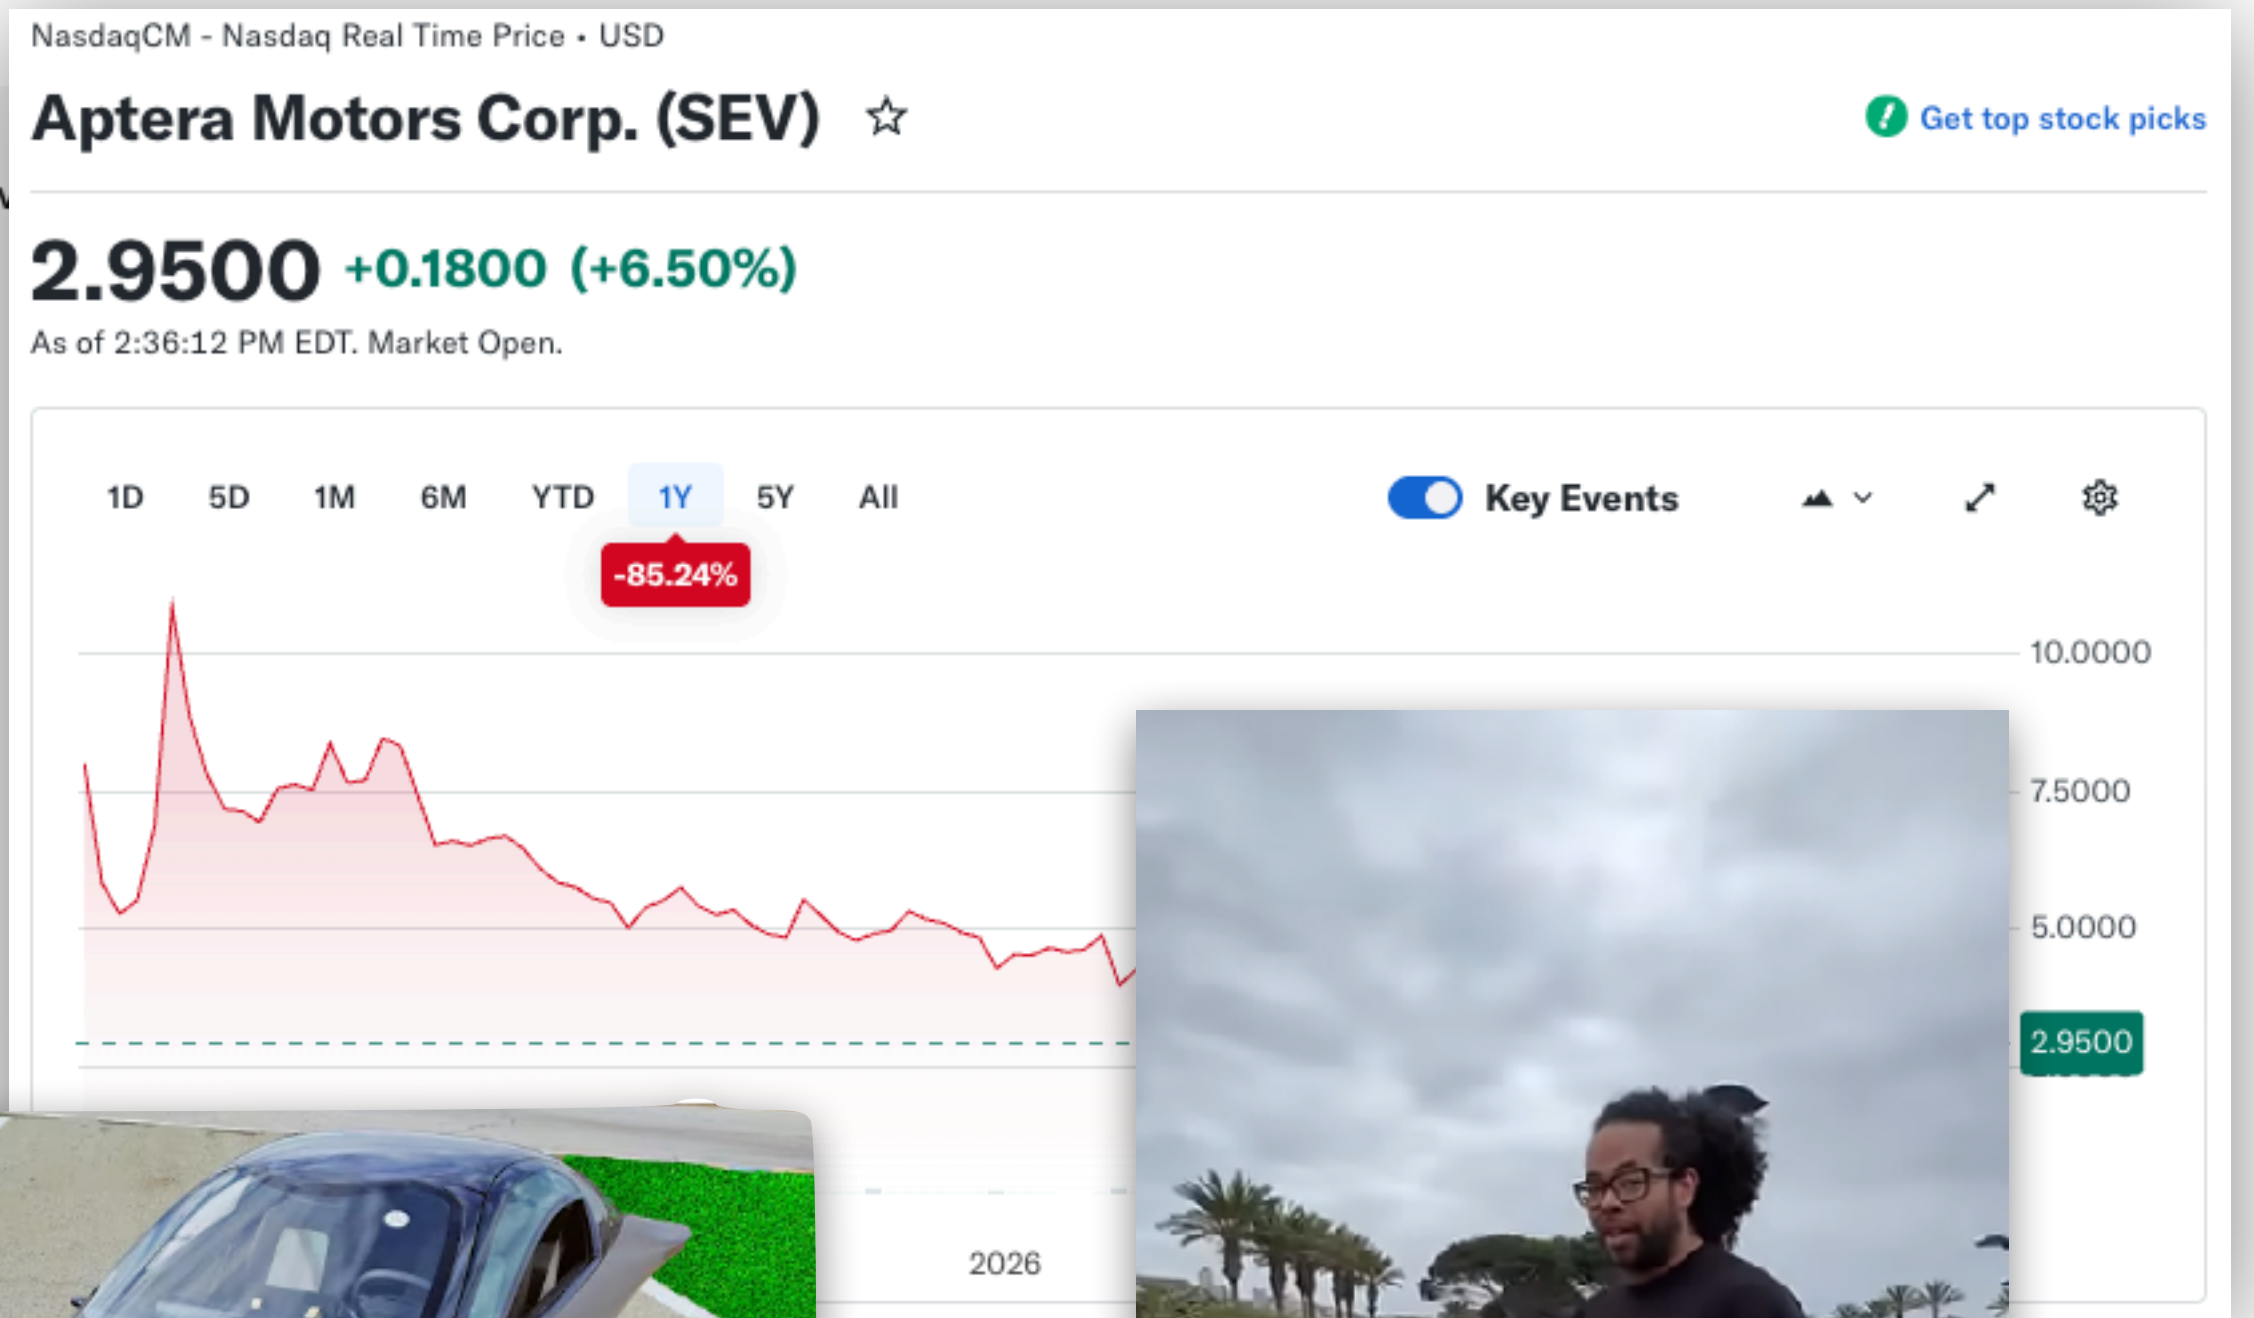 NasdaqCM - Nasdaq Real Time Price • USD
Aptera Motors Corp. (SEV)
Get top stock picks
2.9500 +0.1800 (+6.50%)
As of 2:36:12 PM EDT. Market Open.
1D 5D 1M 6M YTD 1Y 5Y All Key Events
-85.24%
10.0000
7.5000
5.0000
2.9500
2026